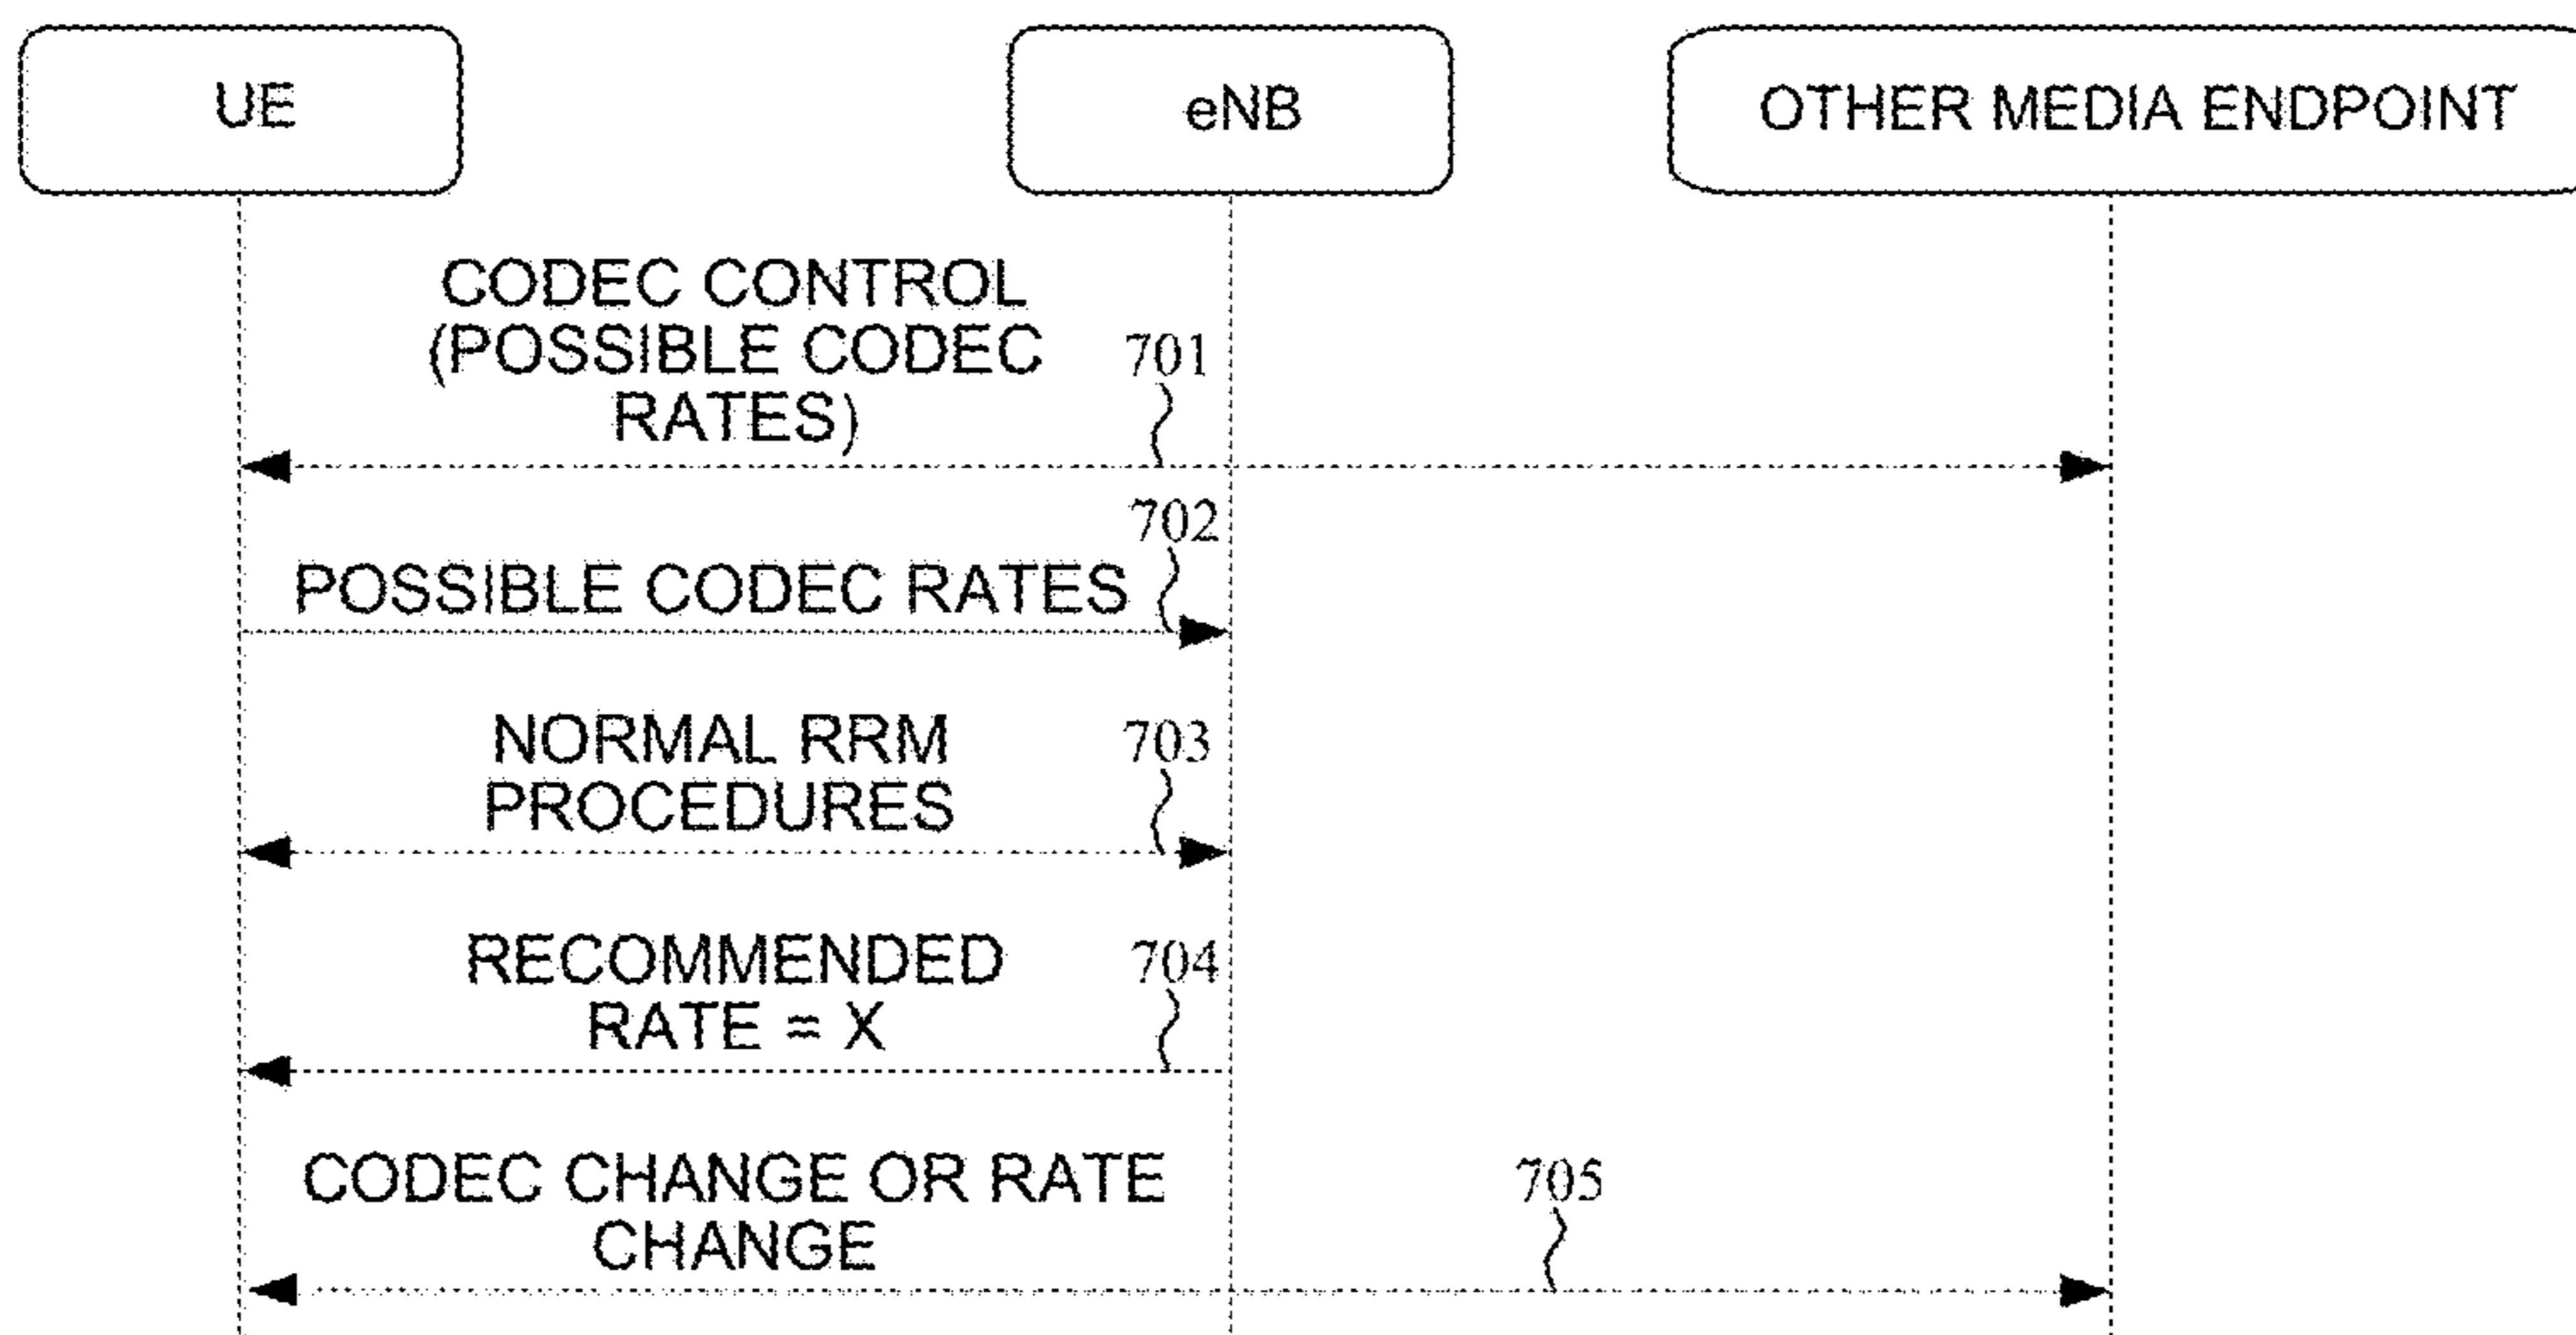 UE
eNB
OTHER MEDIA ENDPOINT
CODEC CONTROL
(POSSIBLE CODEC
RATES)
701
702
POSSIBLE CODEC RATES
NORMAL RRM
PROCEDURES
703
RECOMMENDED
RATE = X
704
CODEC CHANGE OR RATE
CHANGE
705